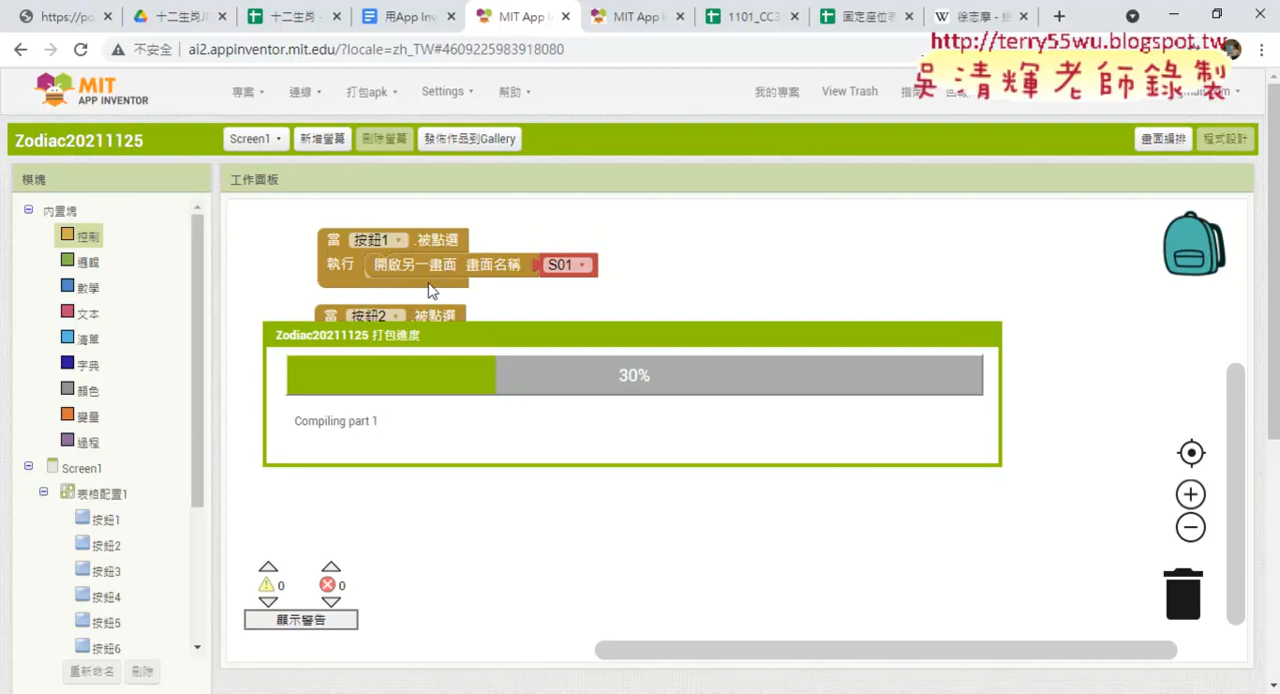 https://po
十二生肖
十二生肖 -
用App Inv
MIT App I
MIT App I
1101_CC3
固定座位表
徐志摩 - 維
不安全
ai2.appinventor.mit.edu/?locale=zh_TW#4609225983918080
http://terry55wu.blogspot.tw
吳清輝老師錄製
MIT
APP INVENTOR
專案
連線
打包apk
Settings
幫助
我的專案
View Trash
Zodiac20211125
Screen1
新增螢幕
刪除螢幕
發佈作品到Gallery
畫面編排
程式設計
模塊
工作面板
內置塊
控制
邏輯
數學
文本
清單
字典
顏色
變量
過程
Screen1
表格配置1
按鈕1
按鈕2
按鈕3
按鈕4
按鈕5
按鈕6
重新命名
刪除
當 按鈕1 .被點選
執行 開啟另一畫面 畫面名稱 S01
當 按鈕2 .被點選
Zodiac20211125 打包進度
30%
Compiling part 1
0
0
顯示警告